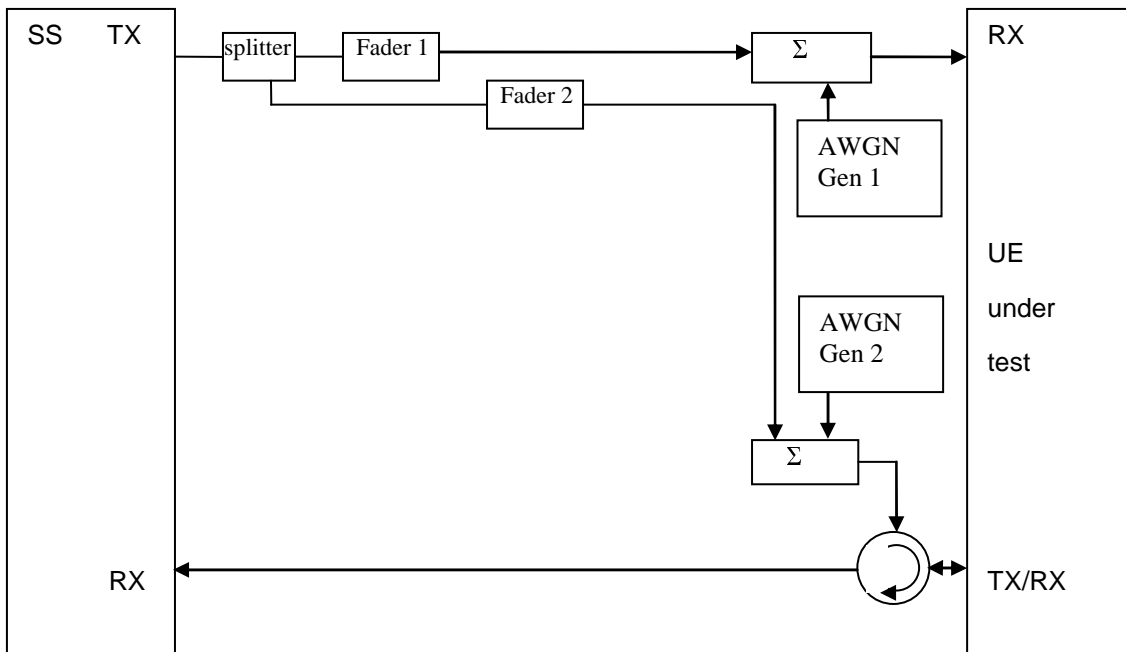 SS TX
splitter
Fader 1
Σ
RX
Fader 2
AWGN
Gen 1
UE
under
test
AWGN
Gen 2
Σ
RX
TX/RX